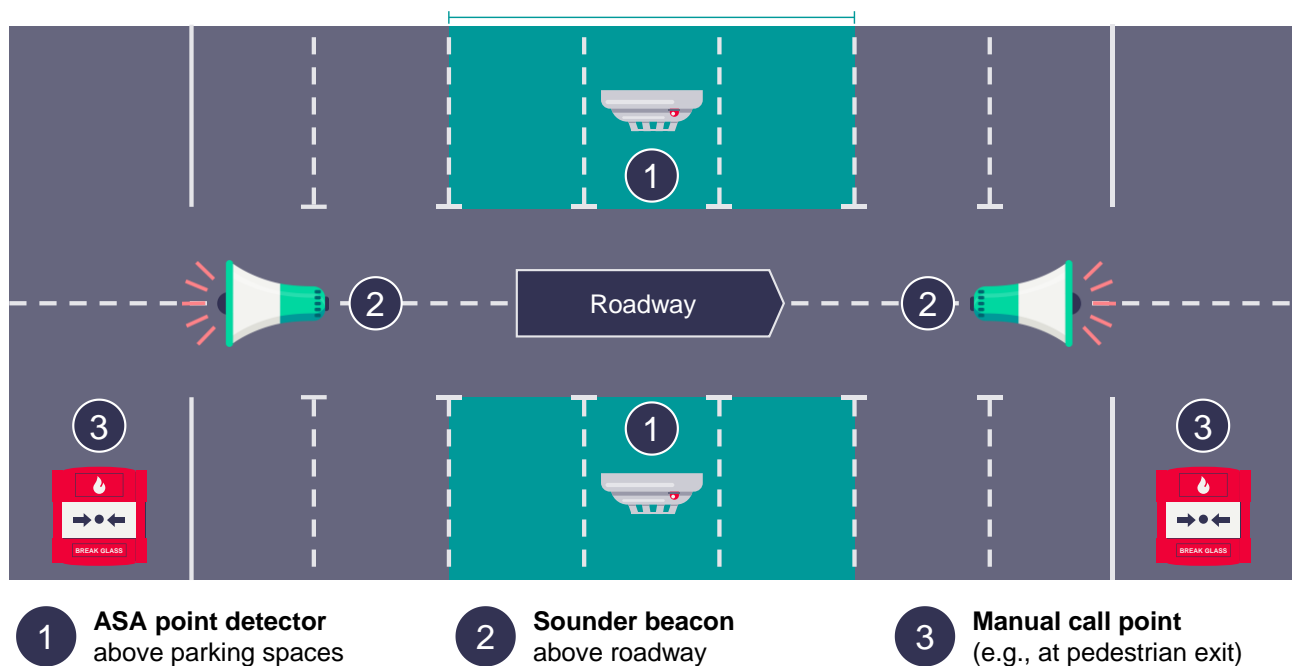 1
2
Roadway
2
3
1
3
BREAK GLASS
BREAK GLASS
1
ASA point detector
above parking spaces
2
Sounder beacon
above roadway
3
Manual call point
(e.g., at pedestrian exit)